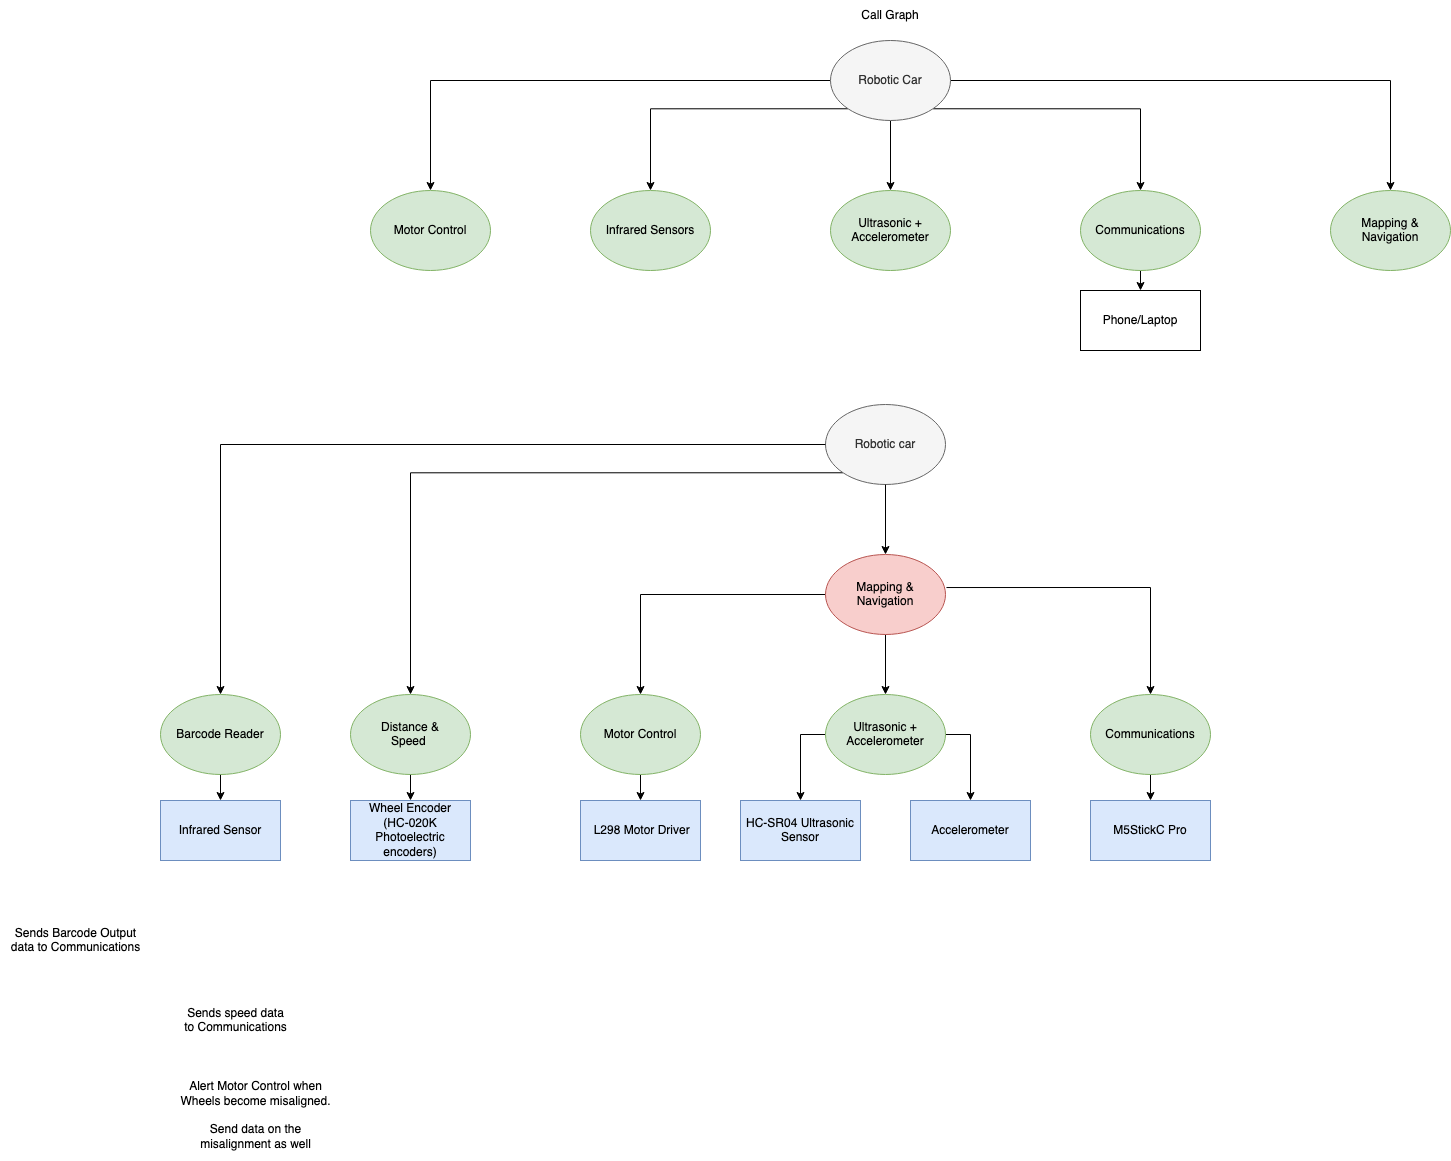 Call Graph
Robotic Car
Motor Control
Infrared Sensors
Ultrasonic +
Accelerometer
Communications
Mapping &
Navigation
Phone/Laptop
Robotic car
Mapping &
Navigation
Barcode Reader
Distance &
Speed
Motor Control
Ultrasonic +
Accelerometer
Communications
Infrared Sensor
Wheel Encoder
(HC-020K
Photoelectric
encoders)
L298 Motor Driver
HC-SR04 Ultrasonic
Sensor
Accelerometer
M5StickC Pro
Sends Barcode Output
data to Communications
Sends speed data
to Communications
Alert Motor Control when
Wheels become misaligned.
Send data on the
misalignment as well